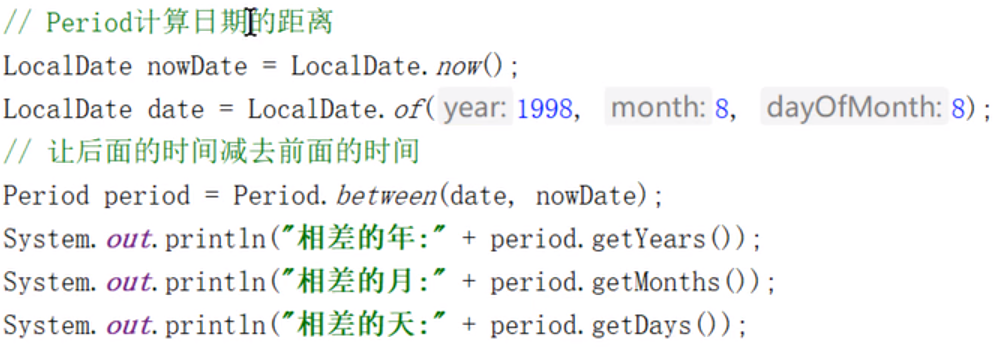 // Period计算日期的距离
LocalDate nowDate = LocalDate.now();
LocalDate date = LocalDate.of( year: 1998, month: 8, dayOfMonth: 8);
// 让后面的时间减去前面的时间
Period period = Period.between(date, nowDate);
System.out.println("相差的年:" + period.getYears());
System.out.println("相差的月:" + period.getMonths());
System.out.println("相差的天:" + period.getDays());